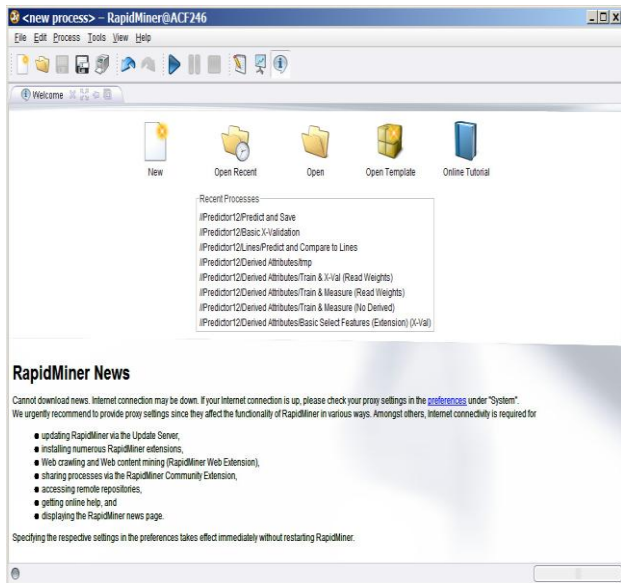 <new process> – RapidMiner@ACF246
File Edit Process Tools View Help
Welcome
New Open Recent Open Open Template Online Tutorial
Recent Processes
//Predictor12/Predict and Save
//Predictor12/Basic X-Validation
//Predictor12/Lines/Predict and Compare to Lines
//Predictor12/Derived Attributes/tmp
//Predictor12/Derived Attributes/Train & X-Val (Read Weights)
//Predictor12/Derived Attributes/Train & Measure (Read Weights)
//Predictor12/Derived Attributes/Train & Measure (No Derived)
//Predictor12/Derived Attributes/Basic Select Features (Extension) (X-Val)
RapidMiner News
Cannot download news. Internet connection may be down. If your Internet connection is up, please check your proxy settings in the preferences under "System".
We urgently recommend to provide proxy settings since they affect the functionality of RapidMiner in various ways. Amongst others, Internet connectivity is required for
● updating RapidMiner via the Update Server,
● installing numerous RapidMiner extensions,
● Web crawling and Web content mining (RapidMiner Web Extension),
● sharing processes via the RapidMiner Community Extension,
● accessing remote repositories,
● getting online help, and
● displaying the RapidMiner news page.
Specifying the respective settings in the preferences takes effect immediately without restarting RapidMiner.